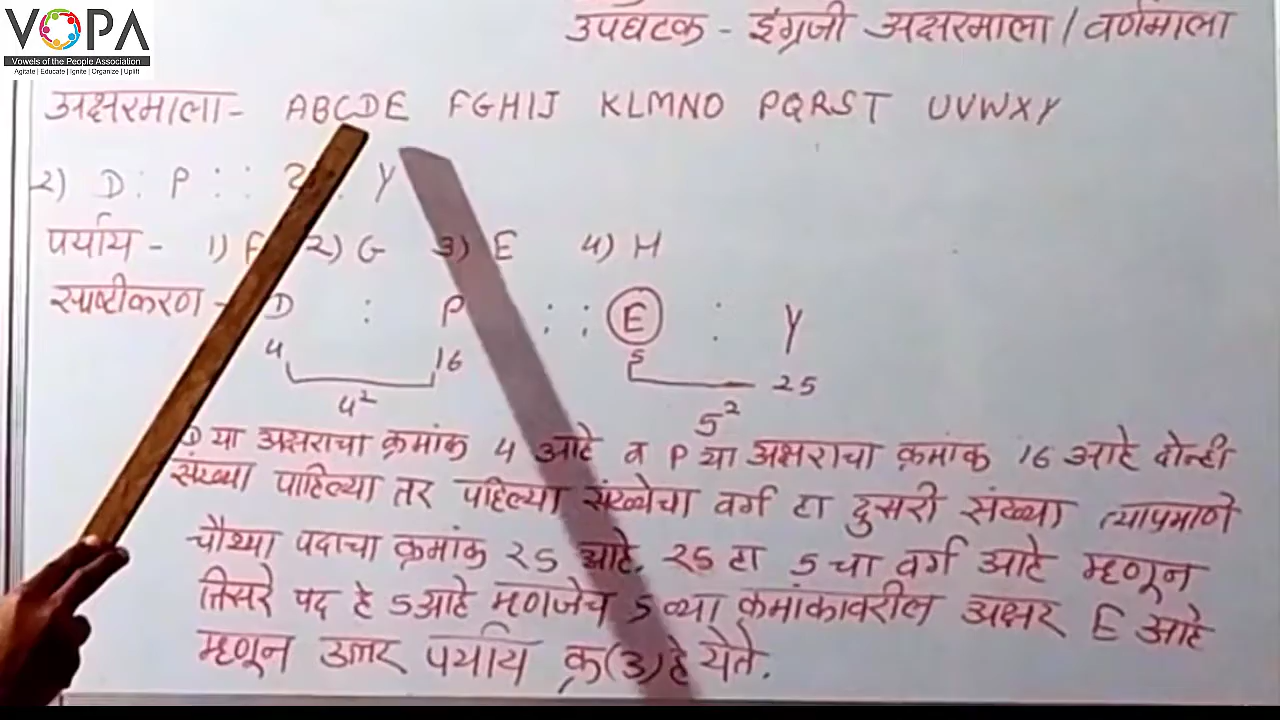 VOPA
Vowels of the People Association
Agitate | Educate | Ignite | Organize | Uplift
उपघटक - इंग्रजी अक्षरमाला / वर्णमाला
अक्षरमाला - ABCDE FGHIJ KLMNO PQRST UVWXY
2) D : P : : ? : Y
पर्याय - 1) F 2) G 3) E 4) H
स्पष्टीकरण - D : P : : E : Y
4 16 5 25
4² 5²
D या अक्षराचा क्रमांक 4 आहे व P या अक्षराचा क्रमांक 16 आहे दोन्ही
संख्या पाहिल्या तर पहिल्या संख्येचा वर्ग हा दुसरी संख्या त्याप्रमाणे
चौथ्या पदाचा क्रमांक 25 आहे. 25 हा 5 चा वर्ग आहे म्हणून
तिसरे पद हे 5 आहे म्हणजेच 5 व्या क्रमांकावरील अक्षर E आहे
म्हणून उत्तर पर्याय क्र (3) हे येते.